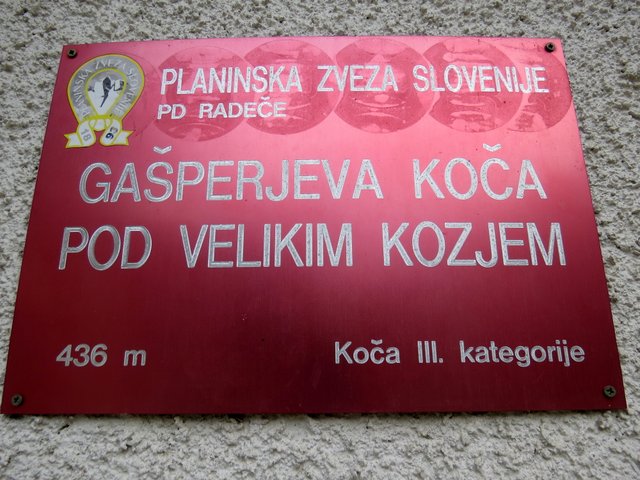 PLANINSKA ZVEZA SLOVENIJE
PD RADEČE
GAŠPERJEVA KOČA
POD VELIKIM KOZJEM
436 m
Koča III. kategorije